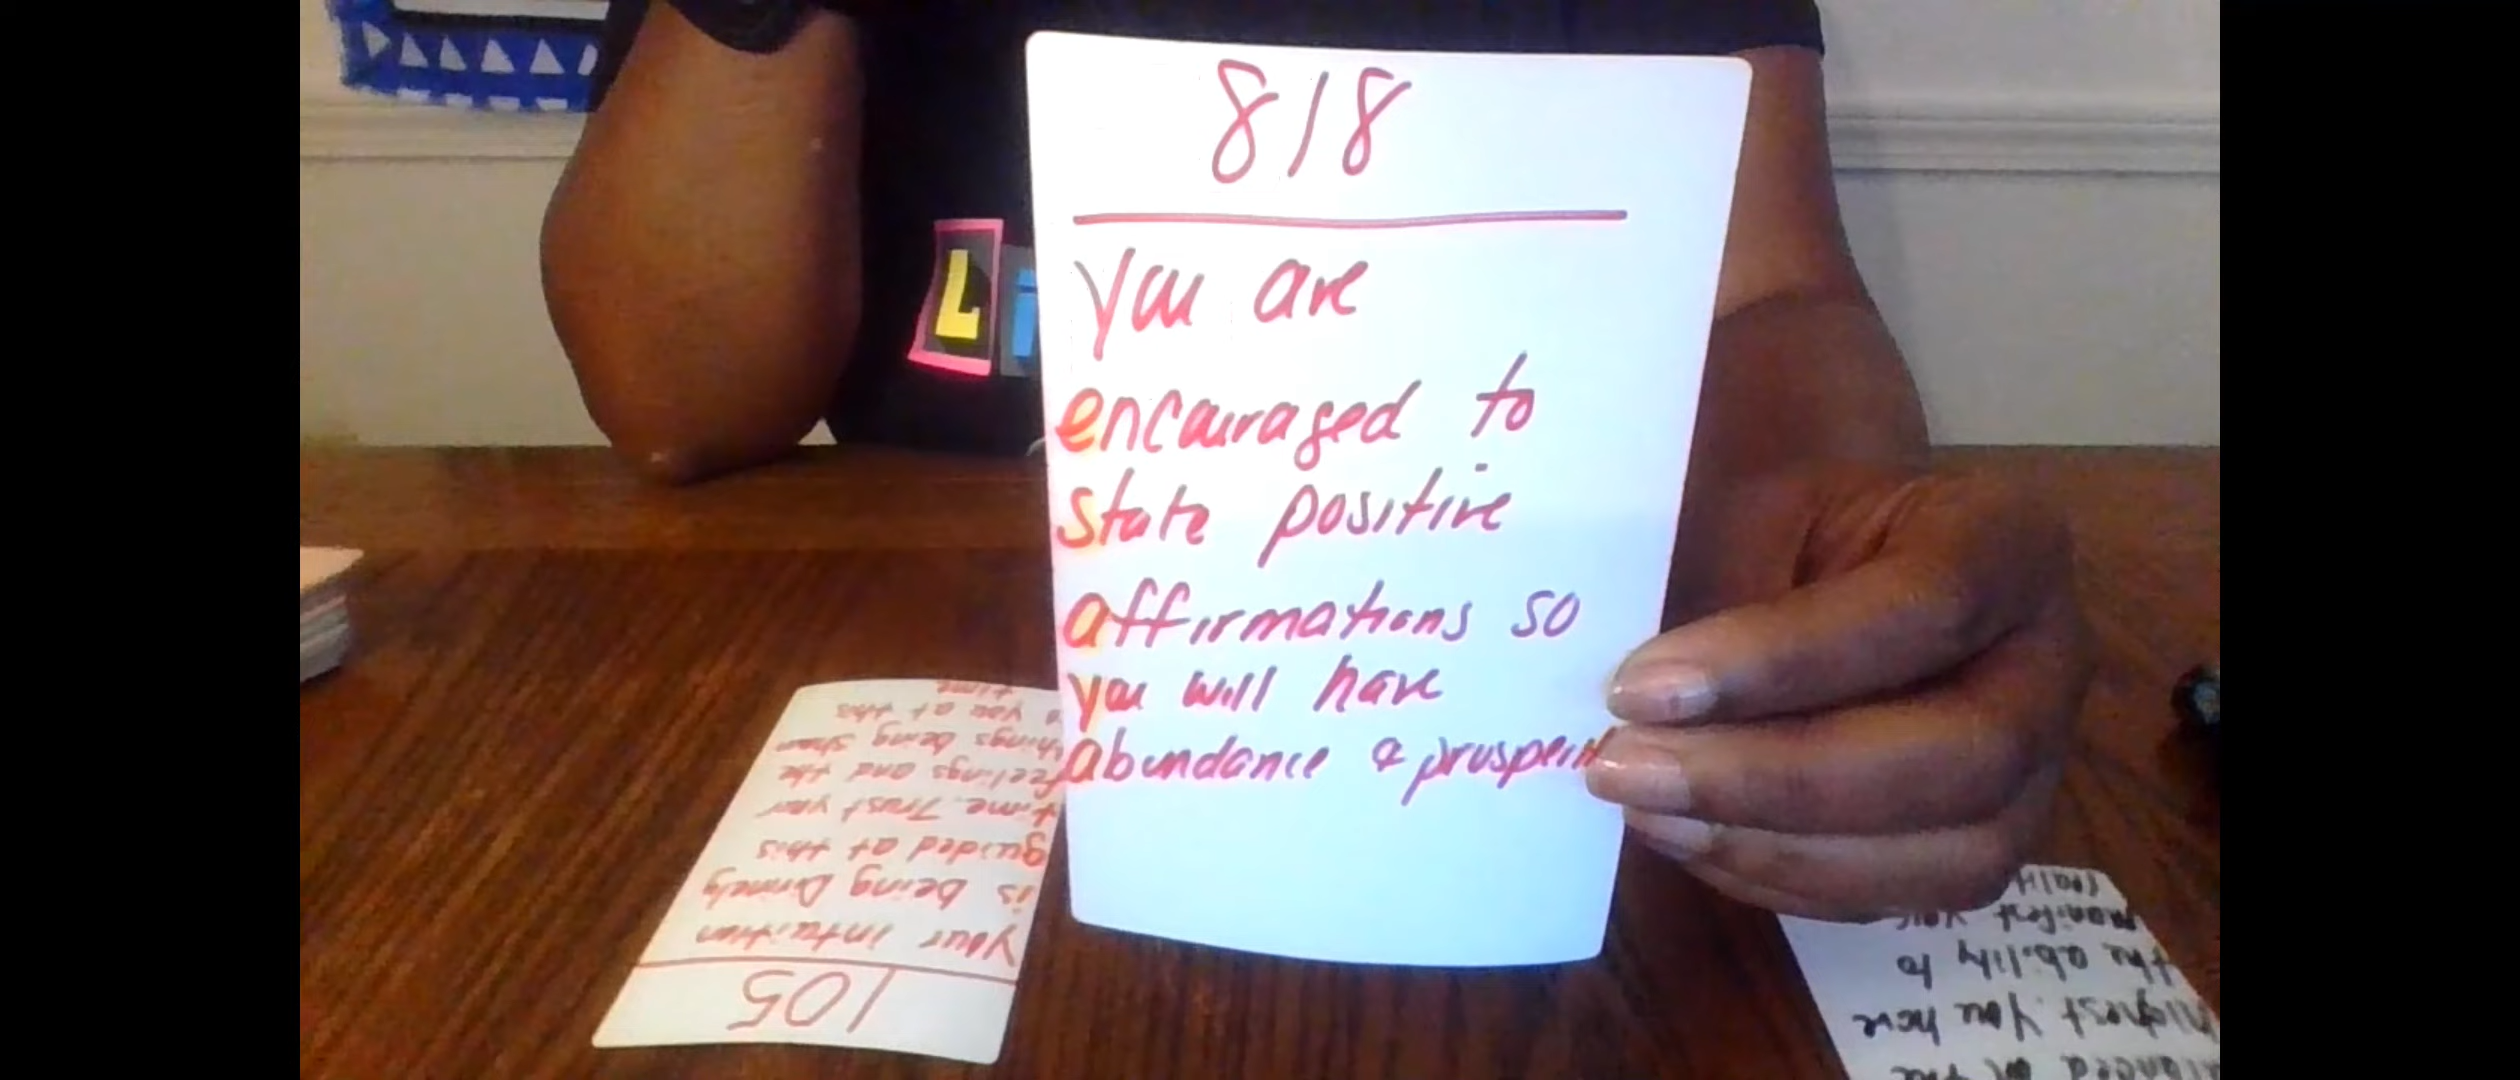 818
you are
encouraged to
state positive
affirmations so
you will have
abundance & prosperit
Li
105
your intuition
is being Divinely
guided at this
time. Trust your
feelings and the
things being shown
to you at this
time
highest. You have
the ability to
manifest your